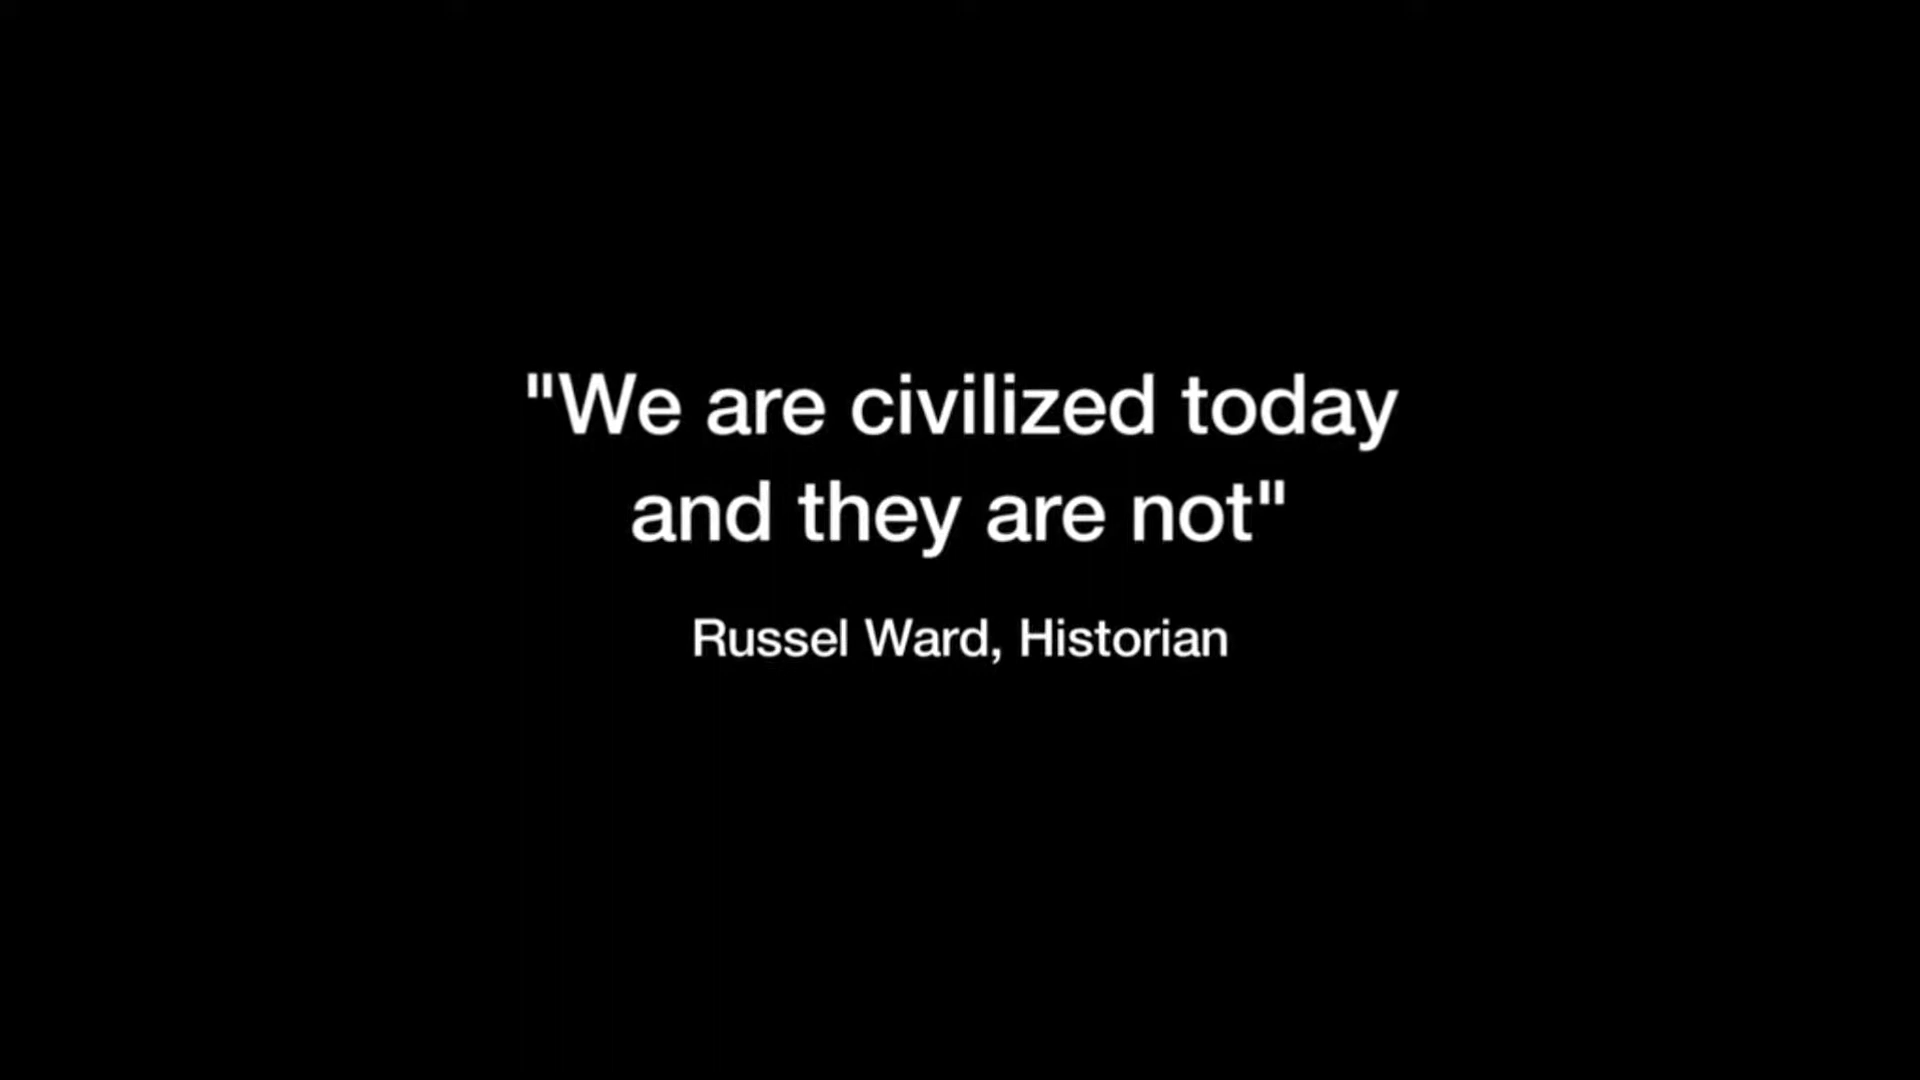 "We are civilized today
and they are not"
Russel Ward, Historian